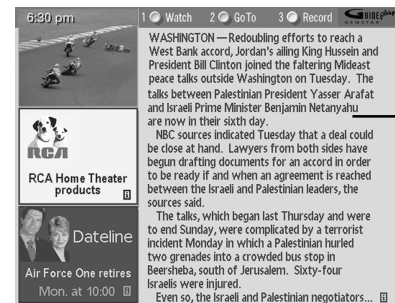 6:30 pm
1 Watch 2 GoTo 3 Record
GUIDE plus
GEMSTAR
WASHINGTON — Redoubling efforts to reach a
West Bank accord, Jordan's ailing King Hussein and
President Bill Clinton joined the faltering Mideast
peace talks outside Washington on Tuesday. The
talks between Palestinian President Yasser Arafat
and Israeli Prime Minister Benjamin Netanyahu
are now in their sixth day.
NBC sources indicated Tuesday that a deal could
be close at hand. Lawyers from both sides have
begun drafting documents for an accord in order
to be ready if and when an agreement is reached
between the Israeli and Palestinian leaders, the
sources said.
The talks, which began last Thursday and were
to end Sunday, were complicated by a terrorist
incident Monday in which a Palestinian hurled
two grenades into a crowded bus stop in
Beersheba, south of Jerusalem. Sixty-four
Israelis were injured.
Even so, the Israeli and Palestinian negotiators... i
RCA
RCA Home Theater
products i
Dateline
Air Force One retires
Mon. at 10:00 i